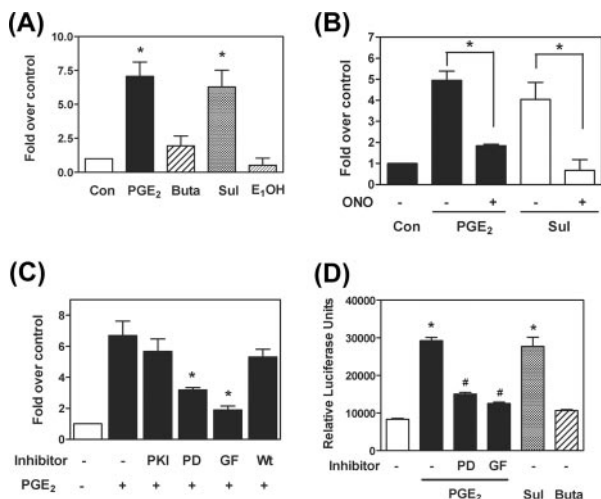 (A)
Fold over control
10.0
7.5
5.0
2.5
0.0
*
*
Con PGE₂ Buta Sul E₁OH
(B)
Fold over control
7
6
5
4
3
2
1
0
*
*
ONO - - + - +
Con PGE₂ Sul
(C)
Fold over control
8
6
4
2
0
*
*
Inhibitor - - PKI PD GF Wt
PGE₂ - + + + + +
(D)
Relative Luciferase Units
40000
30000
20000
10000
0
*
#
#
*
Inhibitor - - PD GF - -
PGE₂ Sul Buta